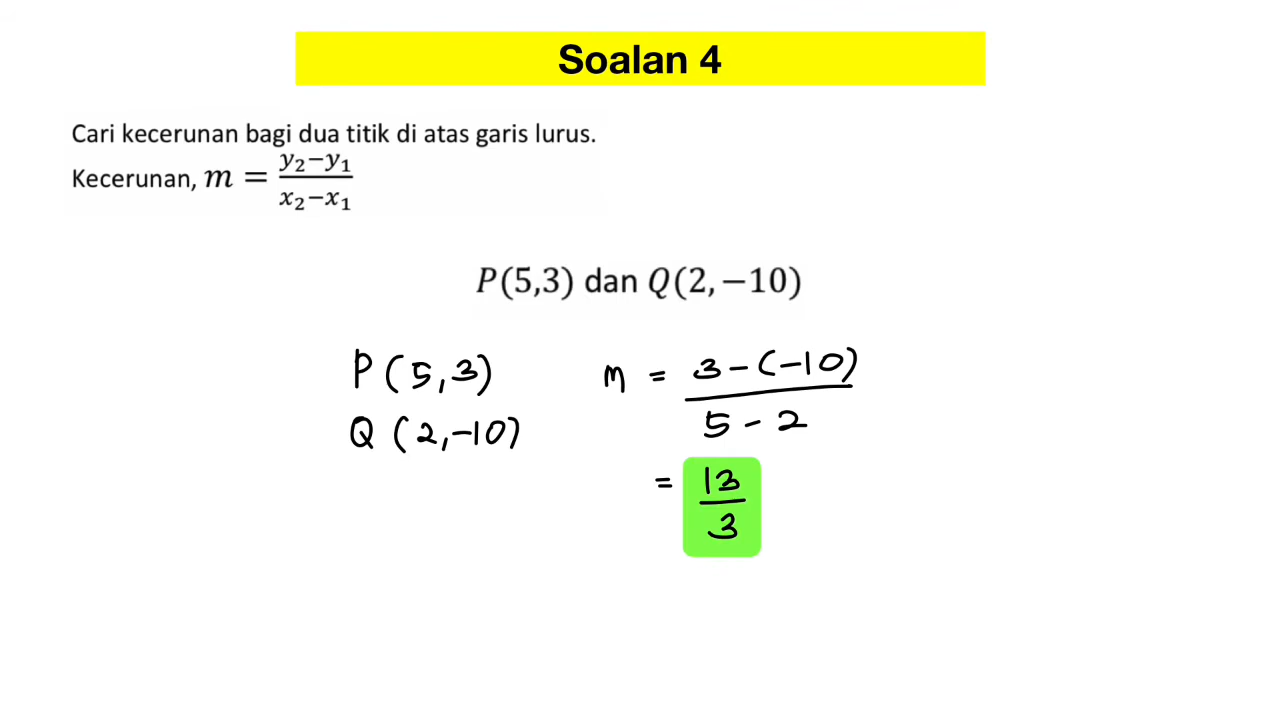 Soalan 4
Cari kecerunan bagi dua titik di atas garis lurus.
Kecerunan, m = (y₂−y₁)/(x₂−x₁)
P(5,3) dan Q(2,−10)
P (5,3)
Q (2,-10)
m = (3-(-10))/(5-2)
= 13/3